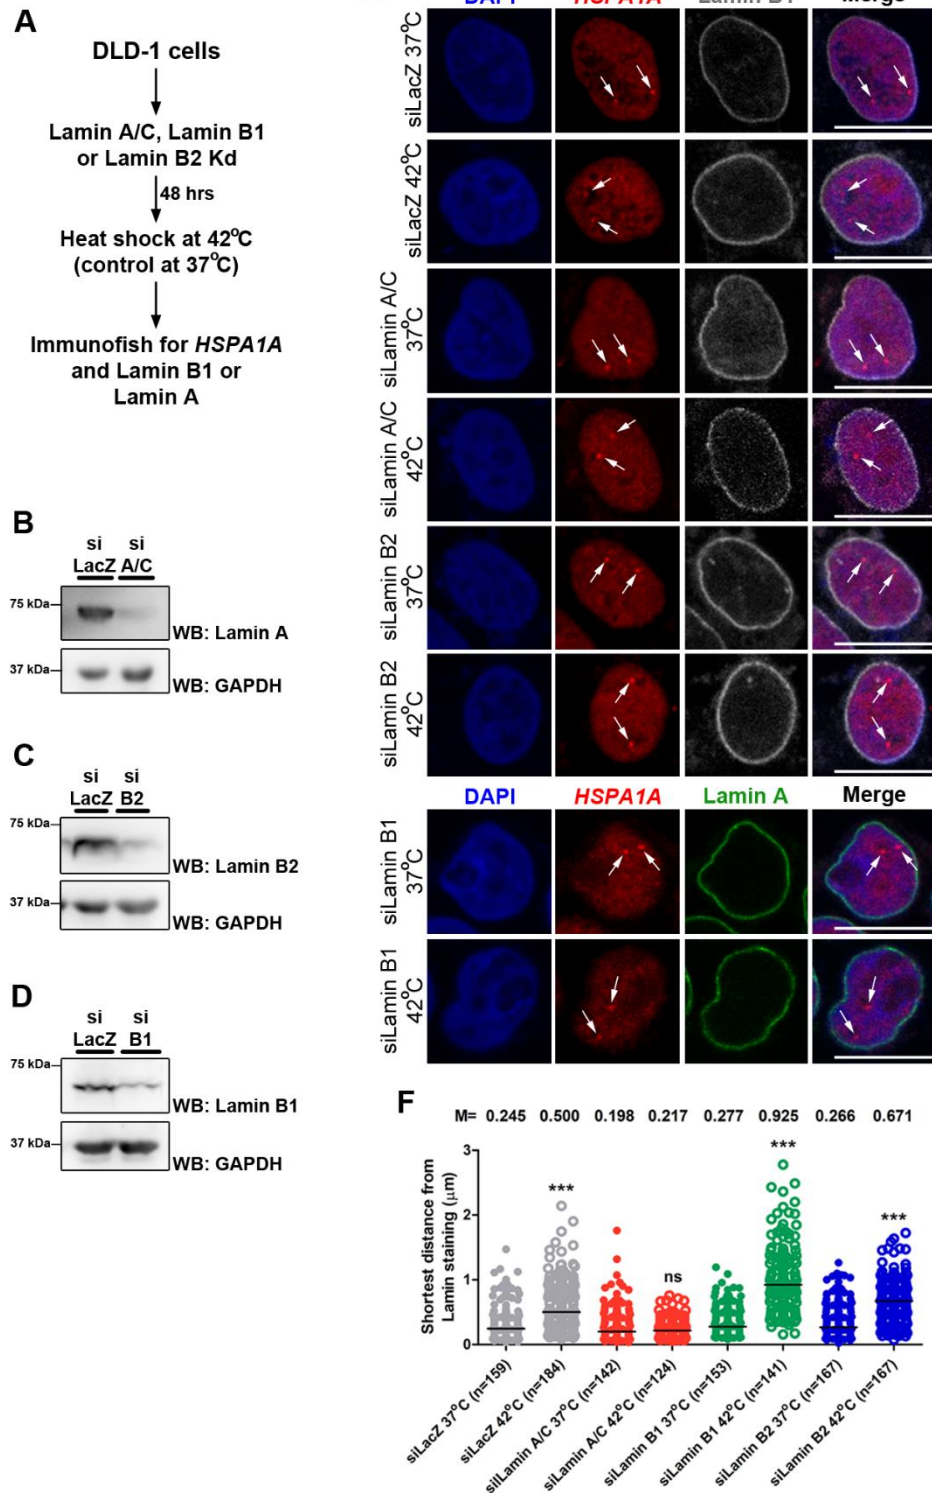 A
DLD-1 cells
Lamin A/C, Lamin B1
or Lamin B2 Kd
48 hrs
Heat shock at 42°C
(control at 37°C)
Immunofish for HSPA1A
and Lamin B1 or
Lamin A
B
si si
LacZ A/C
75 kDa
WB: Lamin A
37 kDa
WB: GAPDH
C
si si
LacZ B2
75 kDa
WB: Lamin B2
37 kDa
WB: GAPDH
D
si si
LacZ B1
75 kDa
WB: Lamin B1
37 kDa
WB: GAPDH
DAPI HSPA1A Lamin B1 Merge
siLacZ 37°C
siLacZ 42°C
siLamin A/C
37°C
siLamin A/C
42°C
siLamin B2
37°C
siLamin B2
42°C
DAPI HSPA1A Lamin A Merge
siLamin B1
37°C
siLamin B1
42°C
F
M= 0.245 0.500 0.198 0.217 0.277 0.925 0.266 0.671
Shortest distance from
Lamin staining (µm)
3
2
1
0
***
ns
***
***
siLacZ 37°C (n=159)
siLacZ 42°C (n=184)
siILamin A/C 37°C (n=142)
siLamin A/C 42°C (n=124)
siLamin B1 37°C (n=153)
siLamin B1 42°C (n=141)
siLamin B2 37°C (n=167)
siLamin B2 42°C (n=167)